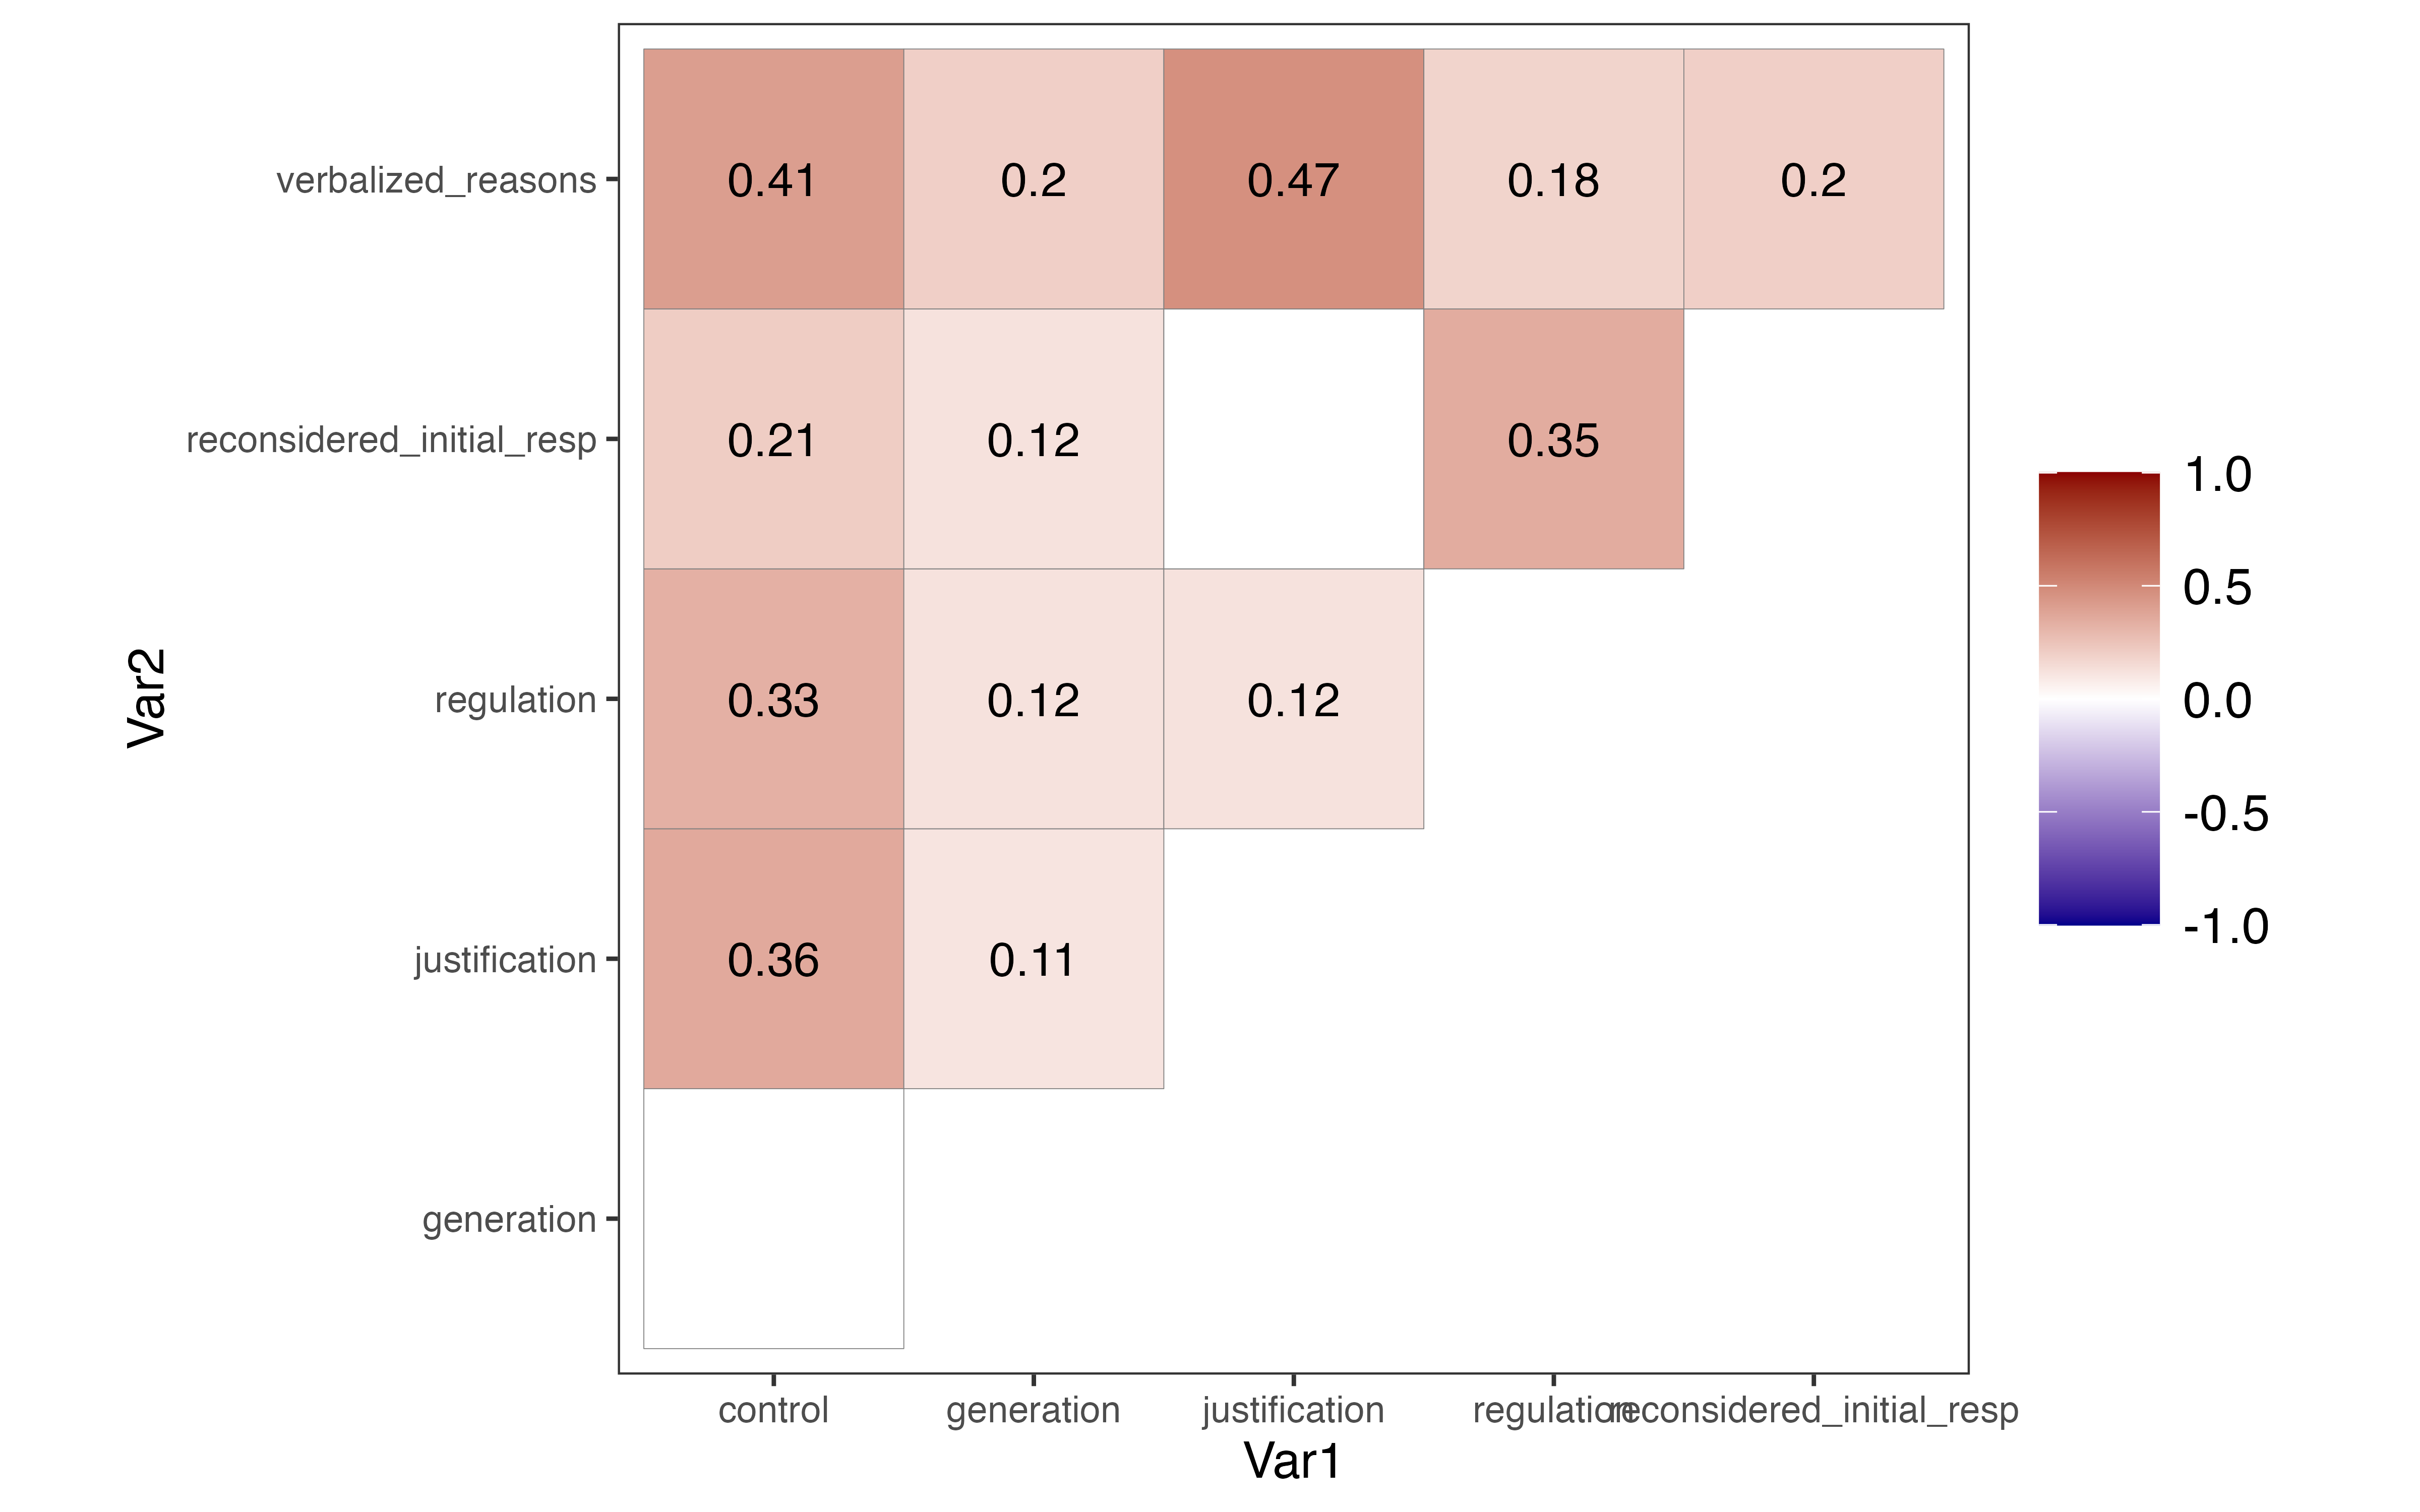 verbalized_reasons 0.41 0.2 0.47 0.18 0.2
reconsidered_initial_resp 0.21 0.12 0.35
regulation 0.33 0.12 0.12
justification 0.36 0.11
generation
Var2
control generation justification regulation reconsidered_initial_resp
Var1
1.0
0.5
0.0
-0.5
-1.0